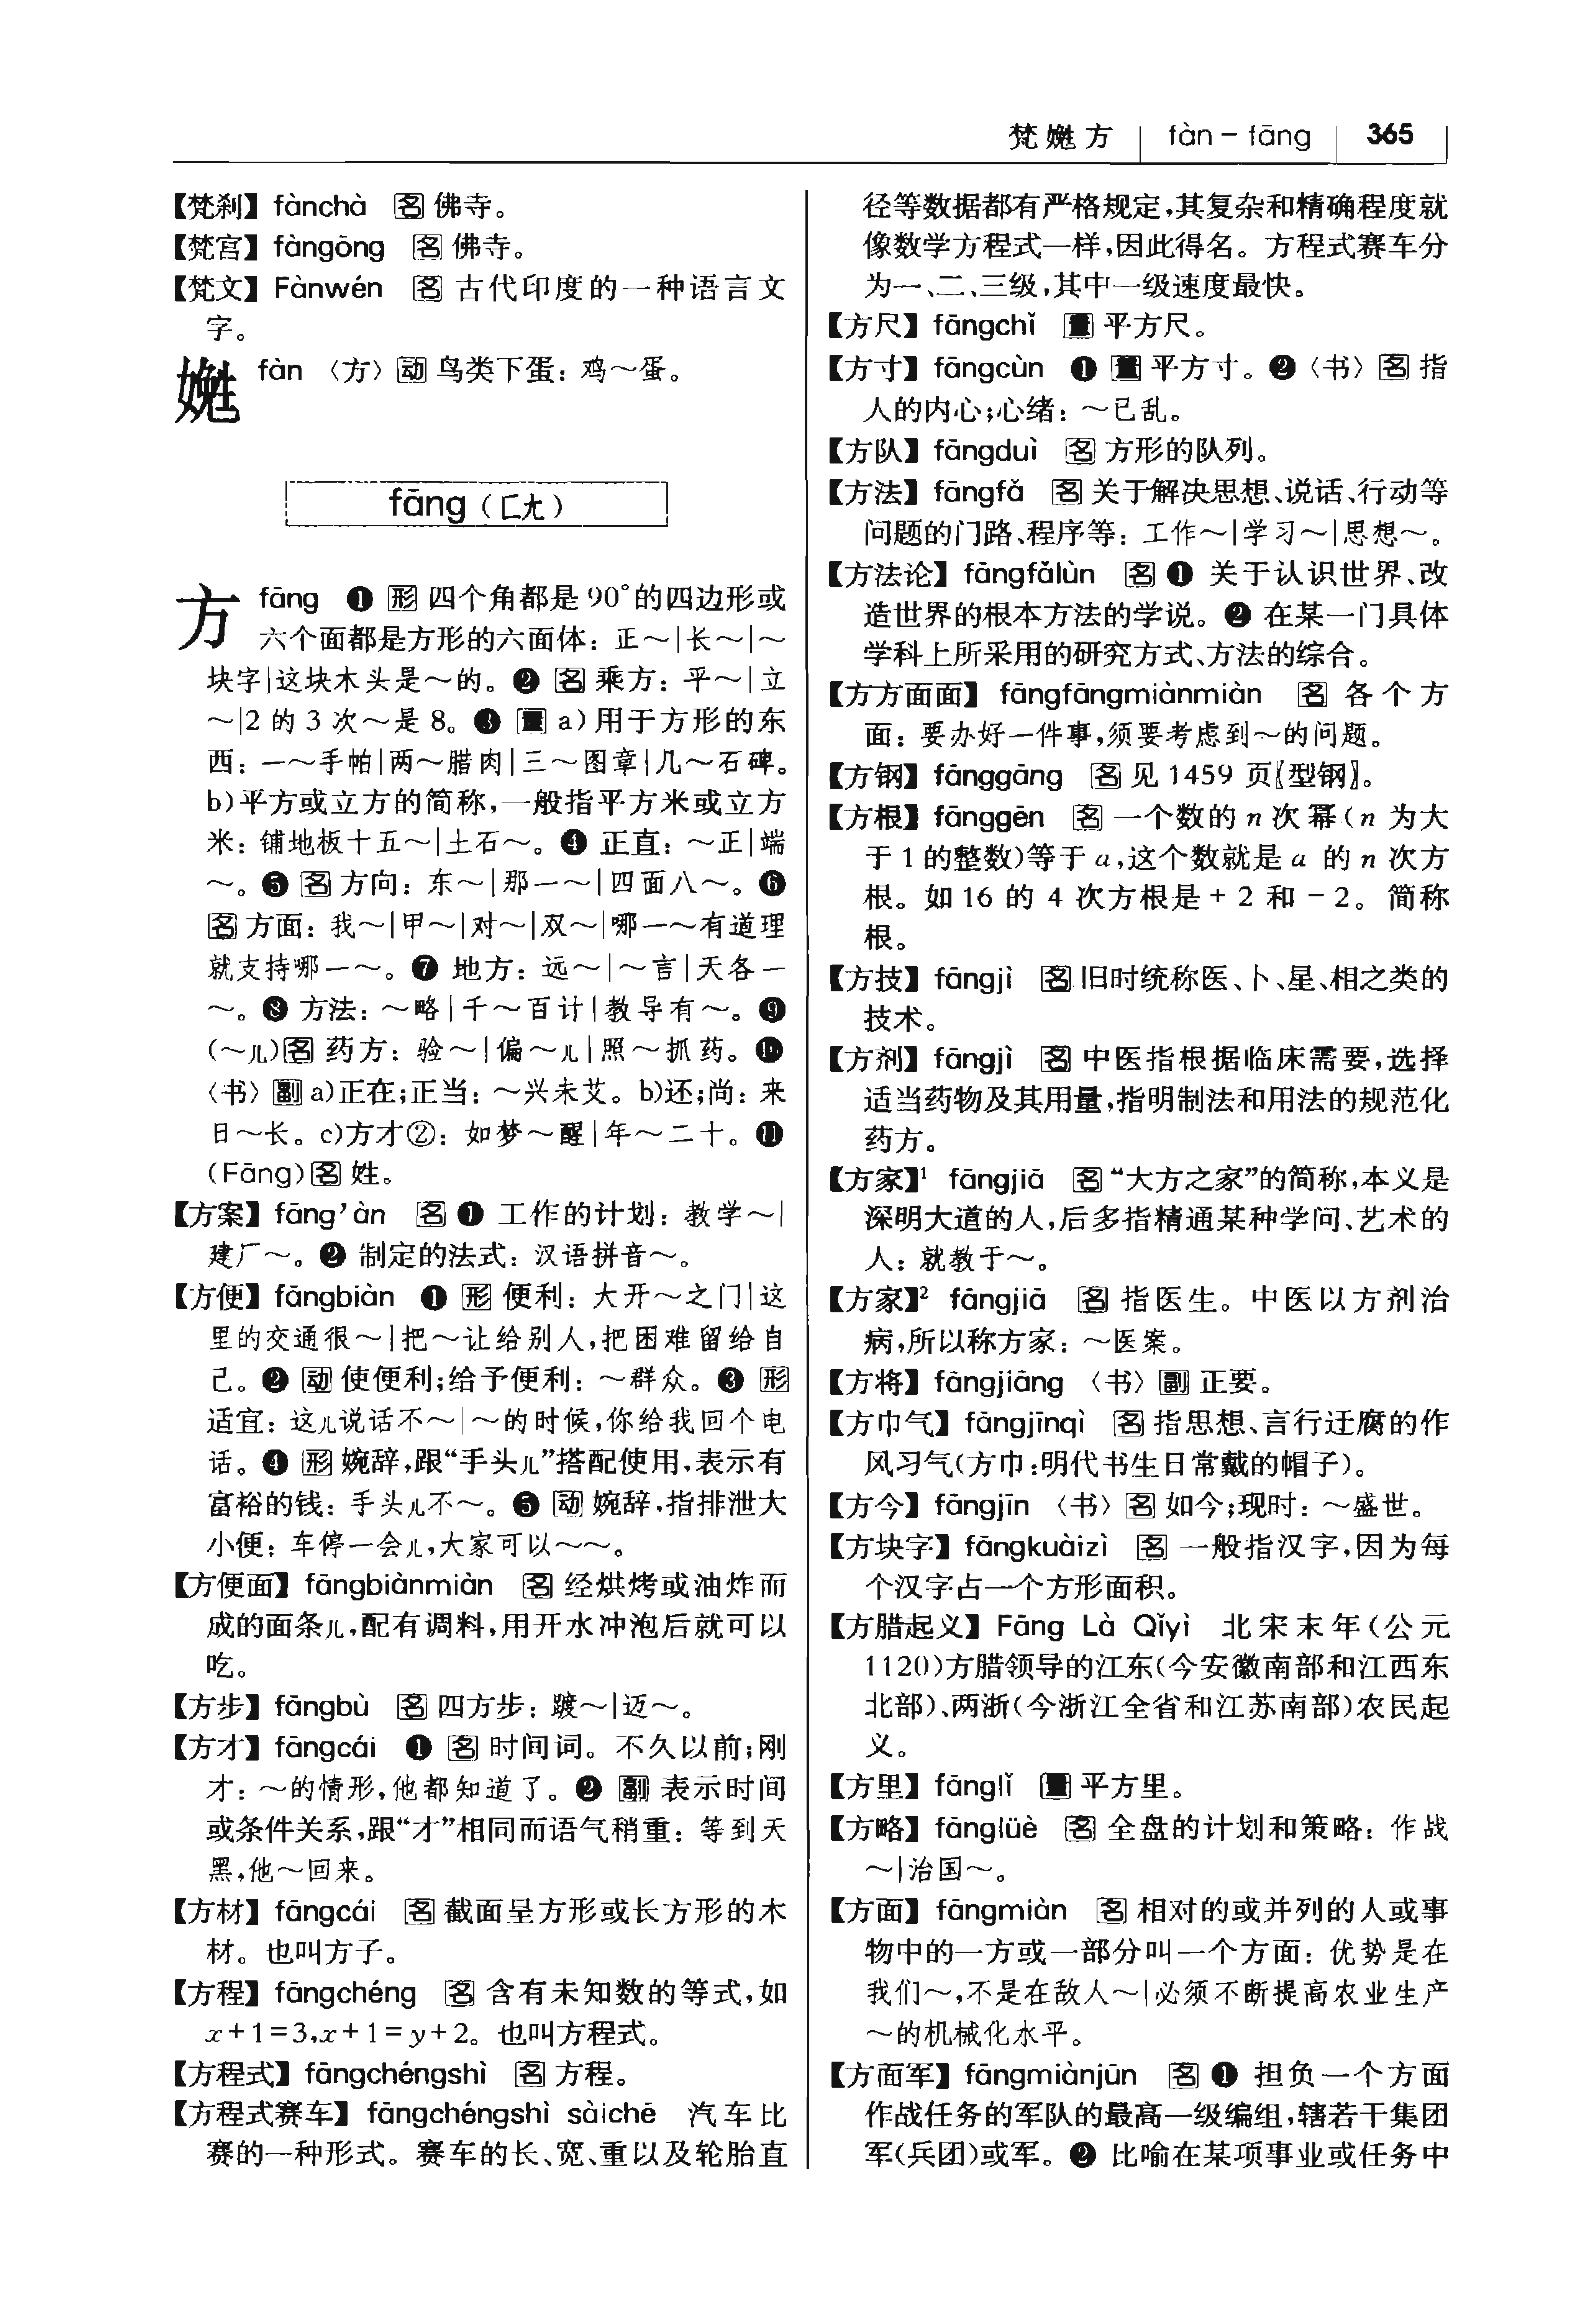 梵嬔方 | fàn – fāng | 365
【梵刹】 fànchà 名 佛寺。
【梵宫】 fàngōng 名 佛寺。
【梵文】 Fànwén 名 古代印度的一种语言文
字。
嬔 fàn 〈方〉 动 鸟类下蛋：鸡～蛋。
fāng（ㄈㄤ）
方 fāng ❶ 形 四个角都是 90°的四边形或
六个面都是方形的六面体：正～|长～|～
块字|这块木头是～的。❷ 名 乘方：平～|立
～|2 的 3 次～是 8。❸ 量 a）用于方形的东
西：一～手帕|两～腊肉|三～图章|几～石碑。
b）平方或立方的简称，一般指平方米或立方
米：铺地板十五～|土石～。❹ 正直：～正|端
～。❺ 名 方向：东～|那一～|四面八～。❻
名 方面：我～|甲～|对～|双～|哪一～有道理
就支持哪一～。❼ 地方：远～|～言|天各一
～。❽ 方法：～略|千～百计|教导有～。❾
（～儿）名 药方：验～|偏～儿|照～抓药。❿
〈书〉 副 a）正在；正当：～兴未艾。b）还；尚：来
日～长。c）方才②：如梦～醒|年～二十。⓫
（Fāng）名 姓。
【方案】 fāng’àn 名 ❶ 工作的计划：教学～|
建厂～。❷ 制定的法式：汉语拼音～。
【方便】 fāngbiàn ❶ 形 便利：大开～之门|这
里的交通很～|把～让给别人，把困难留给自
己。❷ 动 使便利；给予便利：～群众。❸ 形
适宜：这儿说话不～|～的时候，你给我回个电
话。❹ 形 婉辞，跟“手头儿”搭配使用，表示有
富裕的钱：手头儿不～。❺ 动 婉辞，指排泄大
小便：车停一会儿，大家可以～～。
【方便面】 fāngbiànmiàn 名 经烘烤或油炸而
成的面条儿，配有调料，用开水冲泡后就可以
吃。
【方步】 fāngbù 名 四方步：踱～|迈～。
【方才】 fāngcái ❶ 名 时间词。不久以前；刚
才：～的情形，他都知道了。❷ 副 表示时间
或条件关系，跟“才”相同而语气稍重：等到天
黑，他～回来。
【方材】 fāngcái 名 截面呈方形或长方形的木
材。也叫方子。
【方程】 fāngchéng 名 含有未知数的等式，如
x＋1＝3，x＋1＝y＋2。也叫方程式。
【方程式】 fāngchéngshì 名 方程。
【方程式赛车】 fāngchéngshì sàichē 汽车比
赛的一种形式。赛车的长、宽、重以及轮胎直
径等数据都有严格规定，其复杂和精确程度就
像数学方程式一样，因此得名。方程式赛车分
为一、二、三级，其中一级速度最快。
【方尺】 fāngchǐ 量 平方尺。
【方寸】 fāngcùn ❶ 量 平方寸。❷〈书〉名 指
人的内心；心绪：～已乱。
【方队】 fāngduì 名 方形的队列。
【方法】 fāngfǎ 名 关于解决思想、说话、行动等
问题的门路、程序等：工作～|学习～|思想～。
【方法论】 fāngfǎlùn 名 ❶ 关于认识世界、改
造世界的根本方法的学说。❷ 在某一门具体
学科上所采用的研究方式、方法的综合。
【方方面面】 fāngfāngmiànmiàn 名 各个方
面：要办好一件事，须要考虑到～的问题。
【方钢】 fānggāng 名 见 1459 页〖型钢〗。
【方根】 fānggēn 名 一个数的 n 次幂（n 为大
于 1 的整数）等于 a，这个数就是 a 的 n 次方
根。如 16 的 4 次方根是＋2 和－2。简称
根。
【方技】 fāngjì 名 旧时统称医、卜、星、相之类的
技术。
【方剂】 fāngjì 名 中医指根据临床需要，选择
适当药物及其用量，指明制法和用法的规范化
药方。
【方家】¹ fāngjiā 名 “大方之家”的简称，本义是
深明大道的人，后多指精通某种学问、艺术的
人：就教于～。
【方家】² fāngjiā 名 指医生。中医以方剂治
病，所以称方家：～医案。
【方将】 fāngjiāng 〈书〉 副 正要。
【方巾气】 fāngjīnqì 名 指思想、言行迂腐的作
风习气（方巾：明代书生日常戴的帽子）。
【方今】 fāngjīn 〈书〉 名 如今；现时：～盛世。
【方块字】 fāngkuàizì 名 一般指汉字，因为每
个汉字占一个方形面积。
【方腊起义】 Fāng Là Qǐyì 北宋末年（公元
1120）方腊领导的江东（今安徽南部和江西东
北部）、两浙（今浙江全省和江苏南部）农民起
义。
【方里】 fānglǐ 量 平方里。
【方略】 fānglüè 名 全盘的计划和策略：作战
～|治国～。
【方面】 fāngmiàn 名 相对的或并列的人或事
物中的一方或一部分叫一个方面：优势是在
我们～，不是在敌人～|必须不断提高农业生产
～的机械化水平。
【方面军】 fāngmiànjūn 名 ❶ 担负一个方面
作战任务的军队的最高一级编组，辖若干集团
军（兵团）或军。❷ 比喻在某项事业或任务中